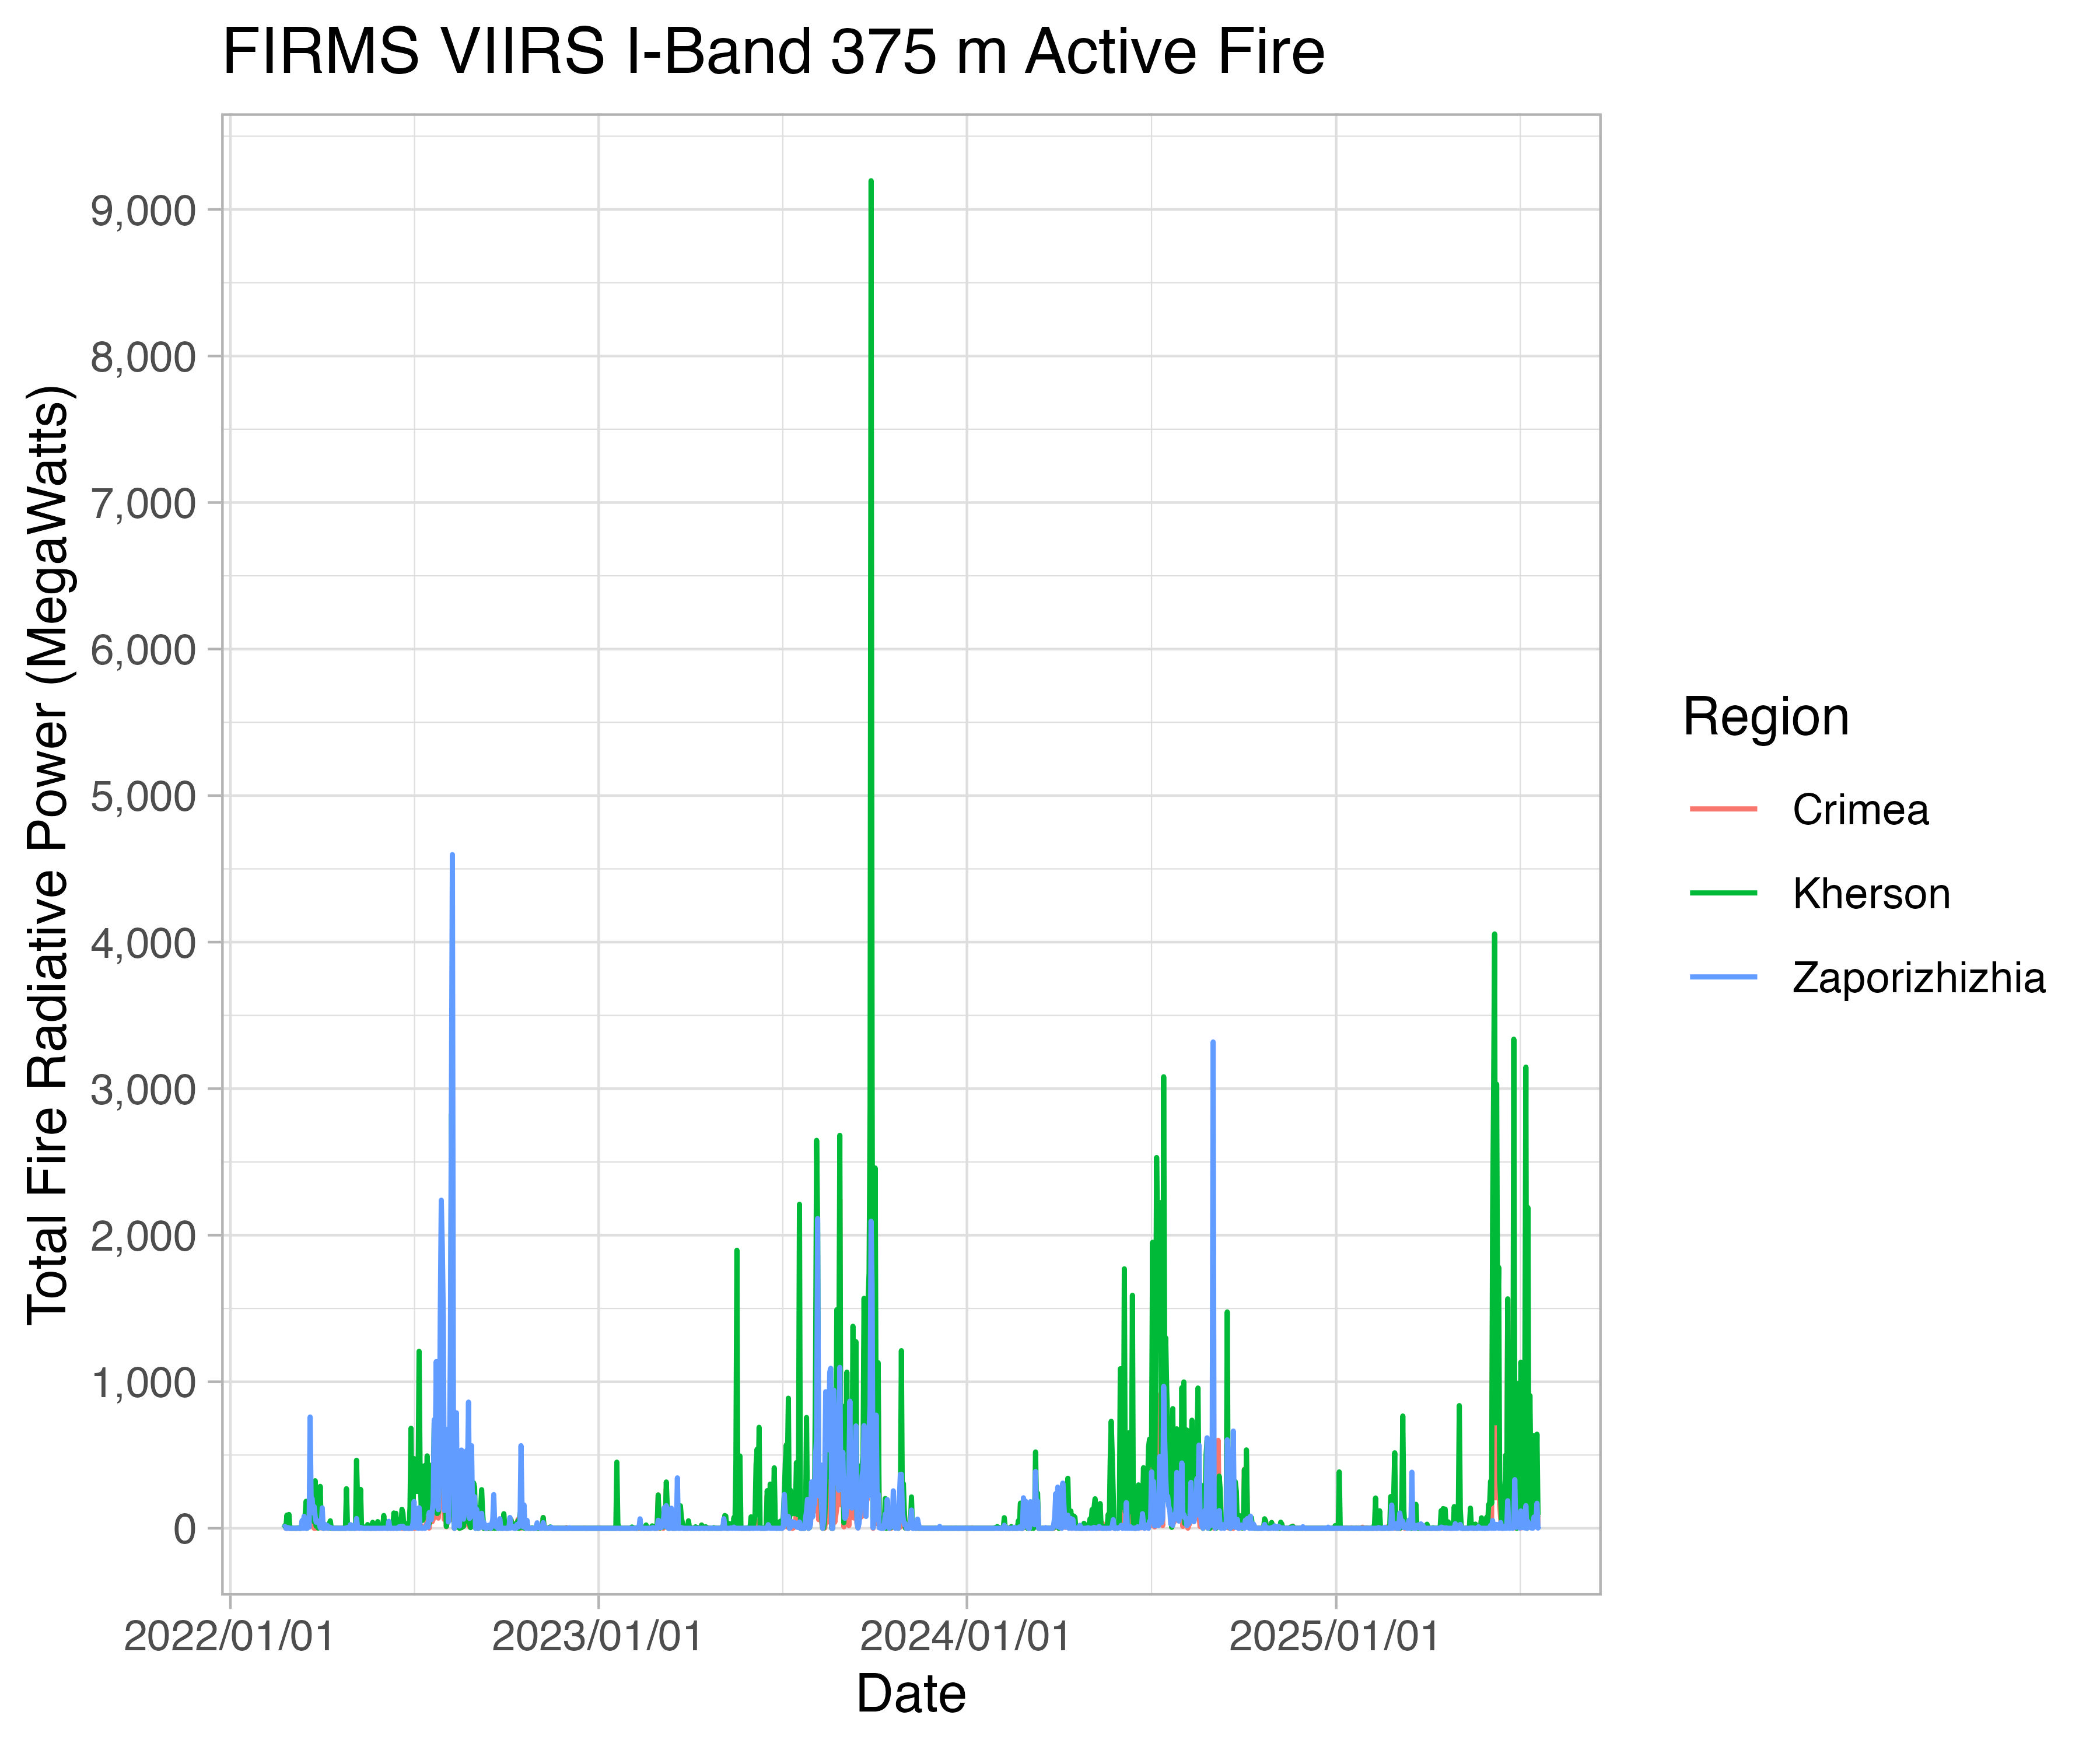 FIRMS VIIRS I-Band 375 m Active Fire
Total Fire Radiative Power (MegaWatts)
9,000
8,000
7,000
6,000
5,000
4,000
3,000
2,000
1,000
0
2022/01/01
2023/01/01
2024/01/01
2025/01/01
Date
Region
Crimea
Kherson
Zaporizhizhia